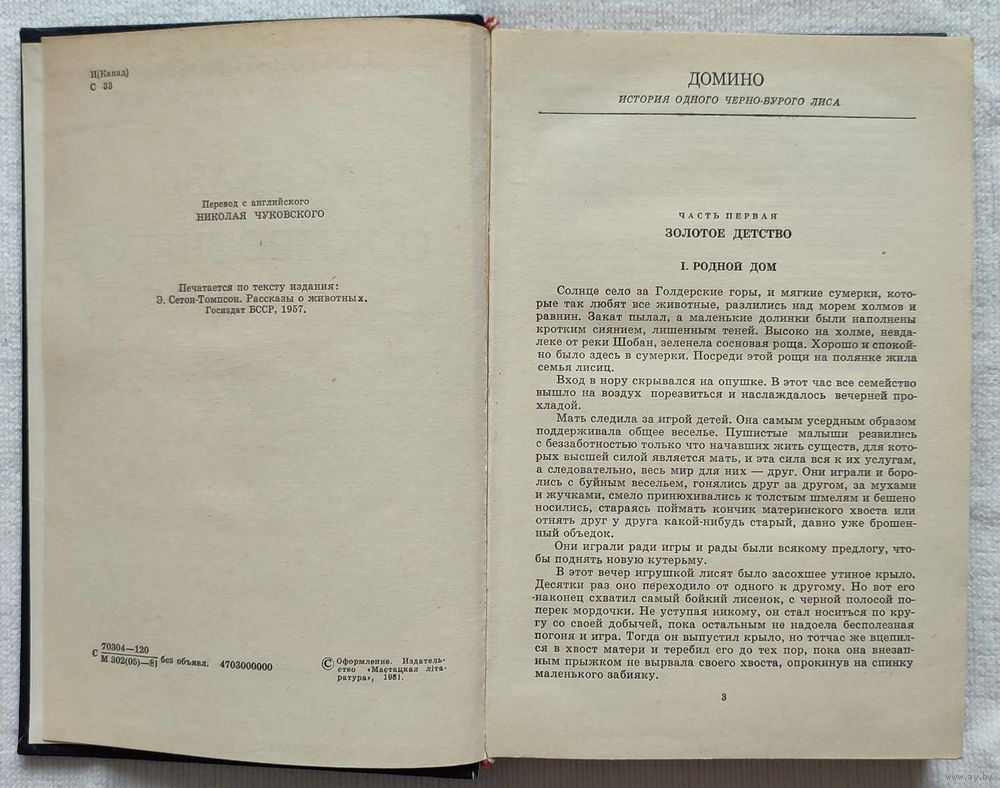 И(Канад)
С 33
Перевод с английского
НИКОЛАЯ ЧУКОВСКОГО
Печатается по тексту издания:
Э. Сетон-Томпсон. Рассказы о животных.
Госиздат БССР, 1957.
С 70304—120
М 302(05)—81 без объявл. 4703000000
© Оформление. Издатель-
ство «Мастацкая літа-
ратура», 1981.
ДОМИНО
ИСТОРИЯ ОДНОГО ЧЕРНО-БУРОГО ЛИСА
ЧАСТЬ ПЕРВАЯ
ЗОЛОТОЕ ДЕТСТВО
I. РОДНОЙ ДОМ
Солнце село за Голдерские горы, и мягкие сумерки, кото-
рые так любят все животные, разлились над морем холмов и
равнин. Закат пылал, а маленькие долинки были наполнены
кротким сиянием, лишенным теней. Высоко на холме, невда-
леке от реки Шобан, зеленела сосновая роща. Хорошо и спокой-
но было здесь в сумерки. Посреди этой рощи на полянке жила
семья лисиц.
Вход в нору скрывался на опушке. В этот час все семейство
вышло на воздух порезвиться и наслаждалось вечерней про-
хладой.
Мать следила за игрой детей. Она самым усердным образом
поддерживала общее веселье. Пушистые малыши резвились
с беззаботностью только что начавших жить существ, для кото-
рых высшей силой является мать, и эта сила вся к их услугам,
а следовательно, весь мир для них — друг. Они играли и боро-
лись с буйным весельем, гонялись друг за другом, за мухами
и жучками, смело принюхивались к толстым шмелям и бешено
носились, стараясь поймать кончик материнского хвоста или
отнять друг у друга какой-нибудь старый, давно уже брошен-
ный объедок.
Они играли ради игры и рады были всякому предлогу, что-
бы поднять новую кутерьму.
В этот вечер игрушкой лисят было засохшее утиное крыло.
Десятки раз оно переходило от одного к другому. Но вот его
наконец схватил самый бойкий лисенок, с черной полосой по-
перек мордочки. Не уступая никому, он стал носиться по кру-
гу со своей добычей, пока остальным не надоела бесполезная
погоня и игра. Тогда он выпустил крыло, но тотчас же вцепил-
ся в хвост матери и теребил его до тех пор, пока она внезап-
ным прыжком не вырвала своего хвоста, опрокинув на спинку
маленького забияку.
3
www.ay.by